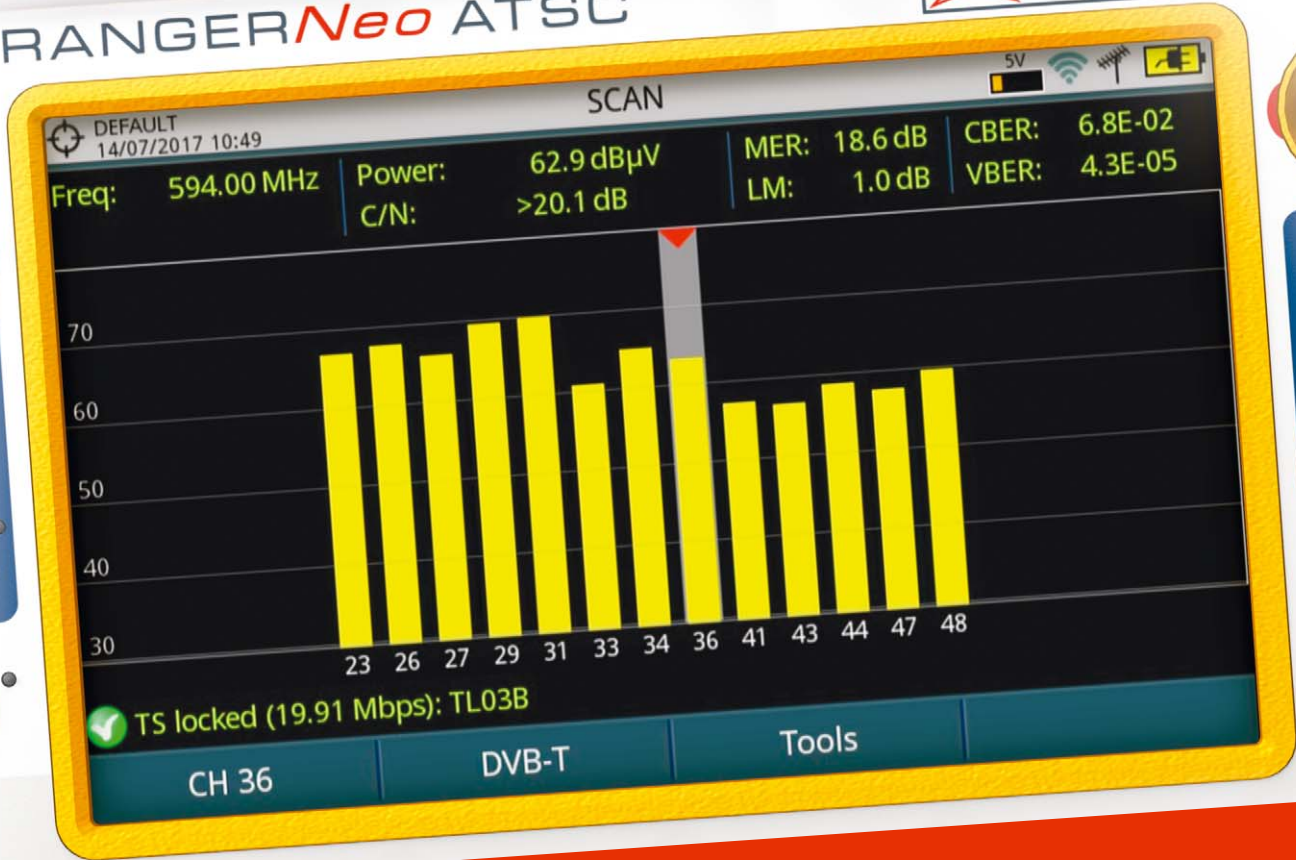 RANGERNeo ATSC
DEFAULT
14/07/2017 10:49
SCAN
5V
Freq: 594.00 MHz
Power: 62.9 dBµV
C/N: >20.1 dB
MER: 18.6 dB
LM: 1.0 dB
CBER: 6.8E-02
VBER: 4.3E-05
70
60
50
40
30
23 26 27 29 31 33 34 36 41 43 44 47 48
TS locked (19.91 Mbps): TL03B
CH 36 DVB-T Tools